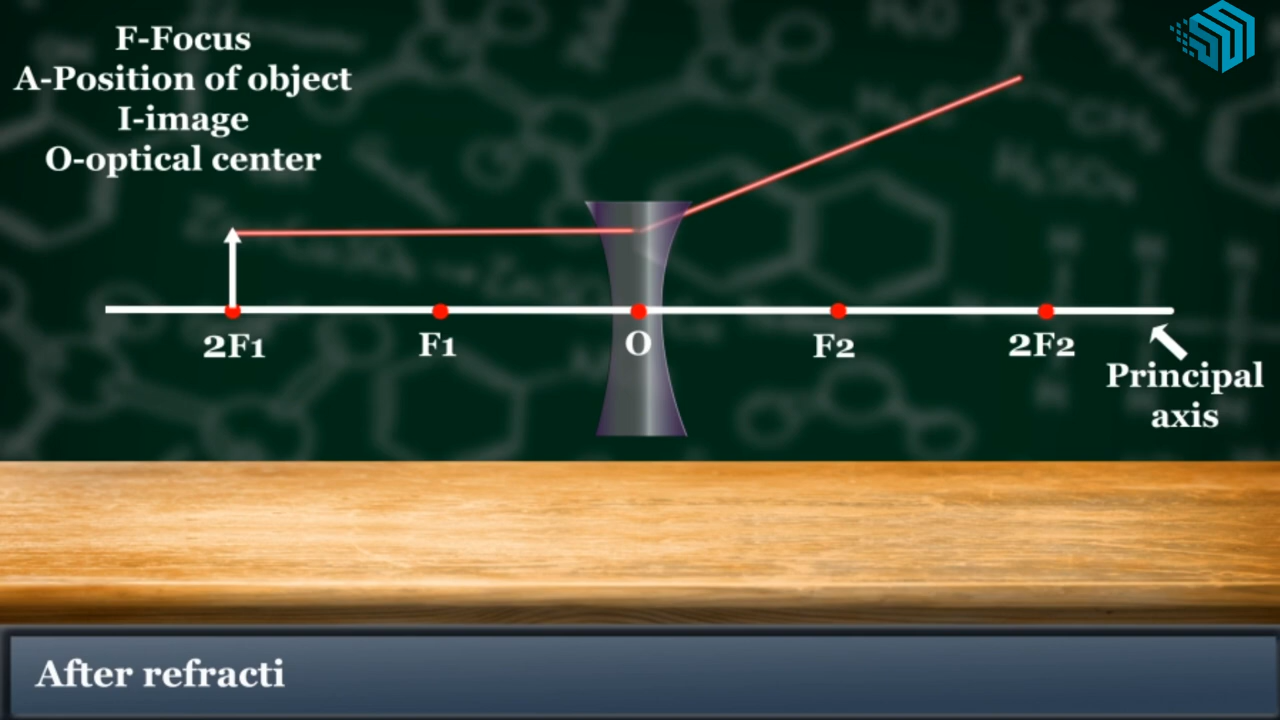 F-Focus
A-Position of object
I-image
O-optical center
2F1
F1
O
F2
2F2
Principal
axis
After refracti